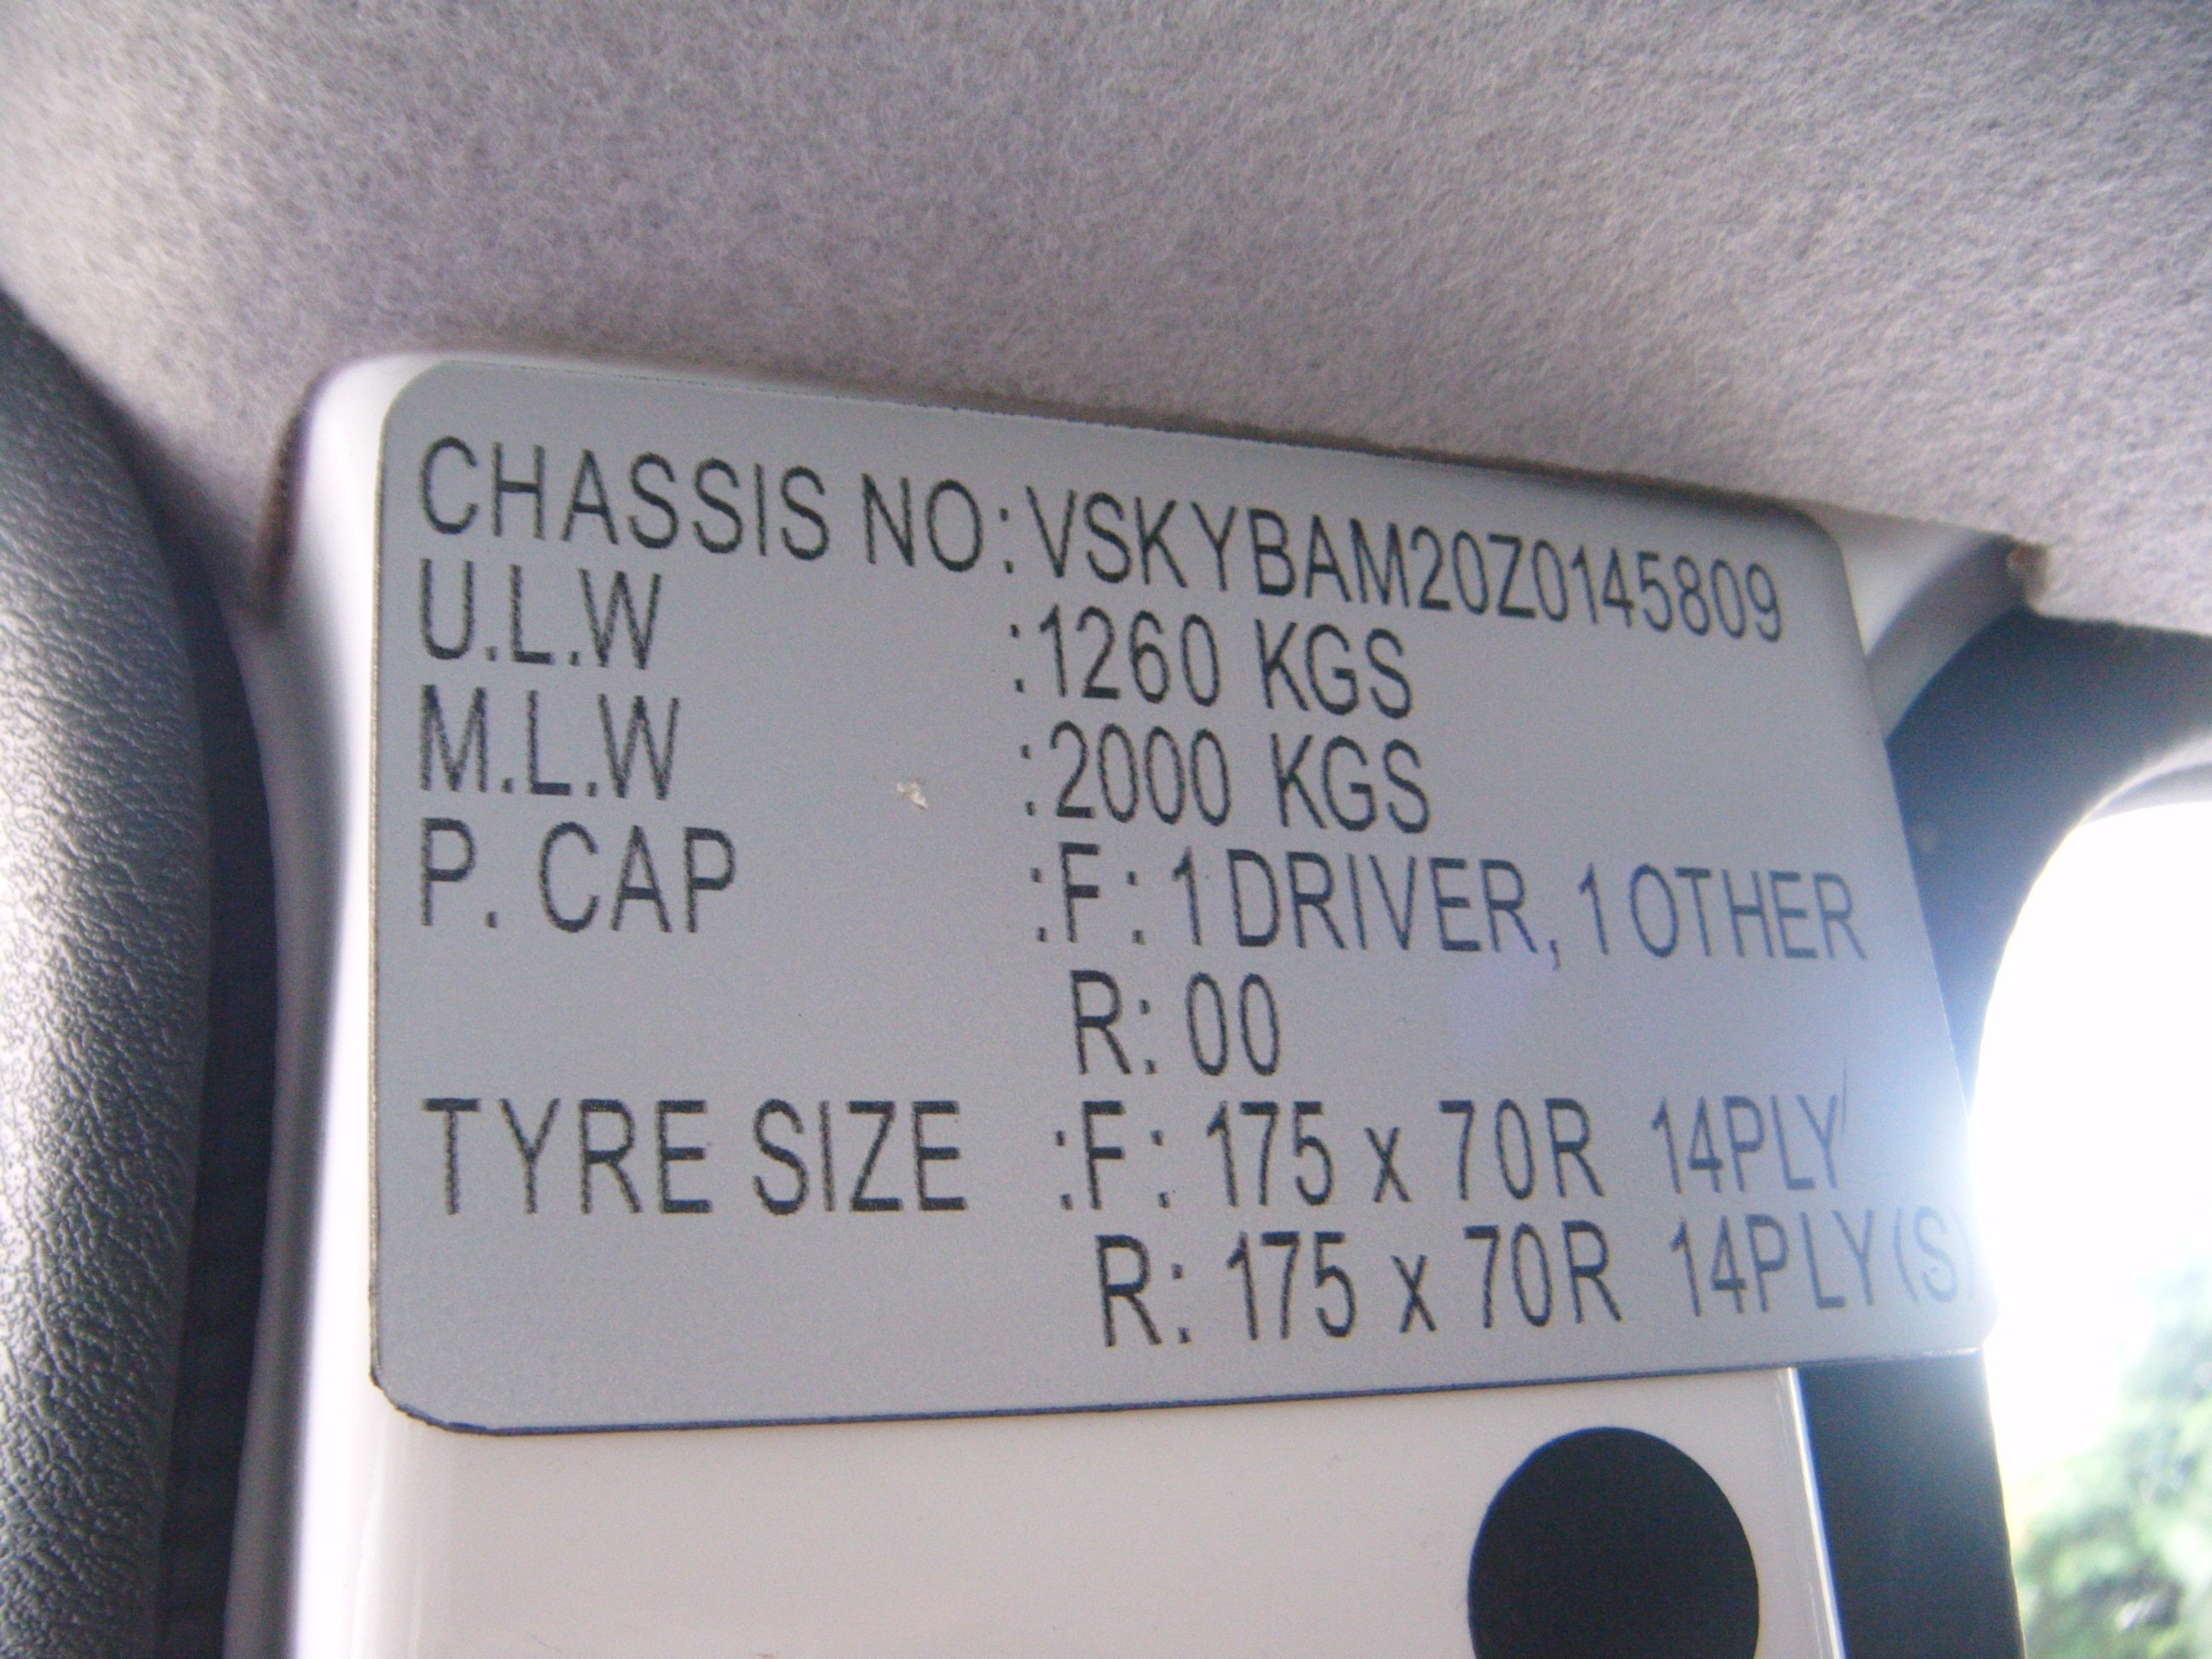 CHASSIS NO:VSKYBAM20Z0145809
U.L.W :1260 KGS
M.L.W :2000 KGS
P. CAP :F: 1 DRIVER, 1 OTHER
R: 00
TYRE SIZE :F: 175 x 70R 14PLY
R: 175 x 70R 14PLY(S)